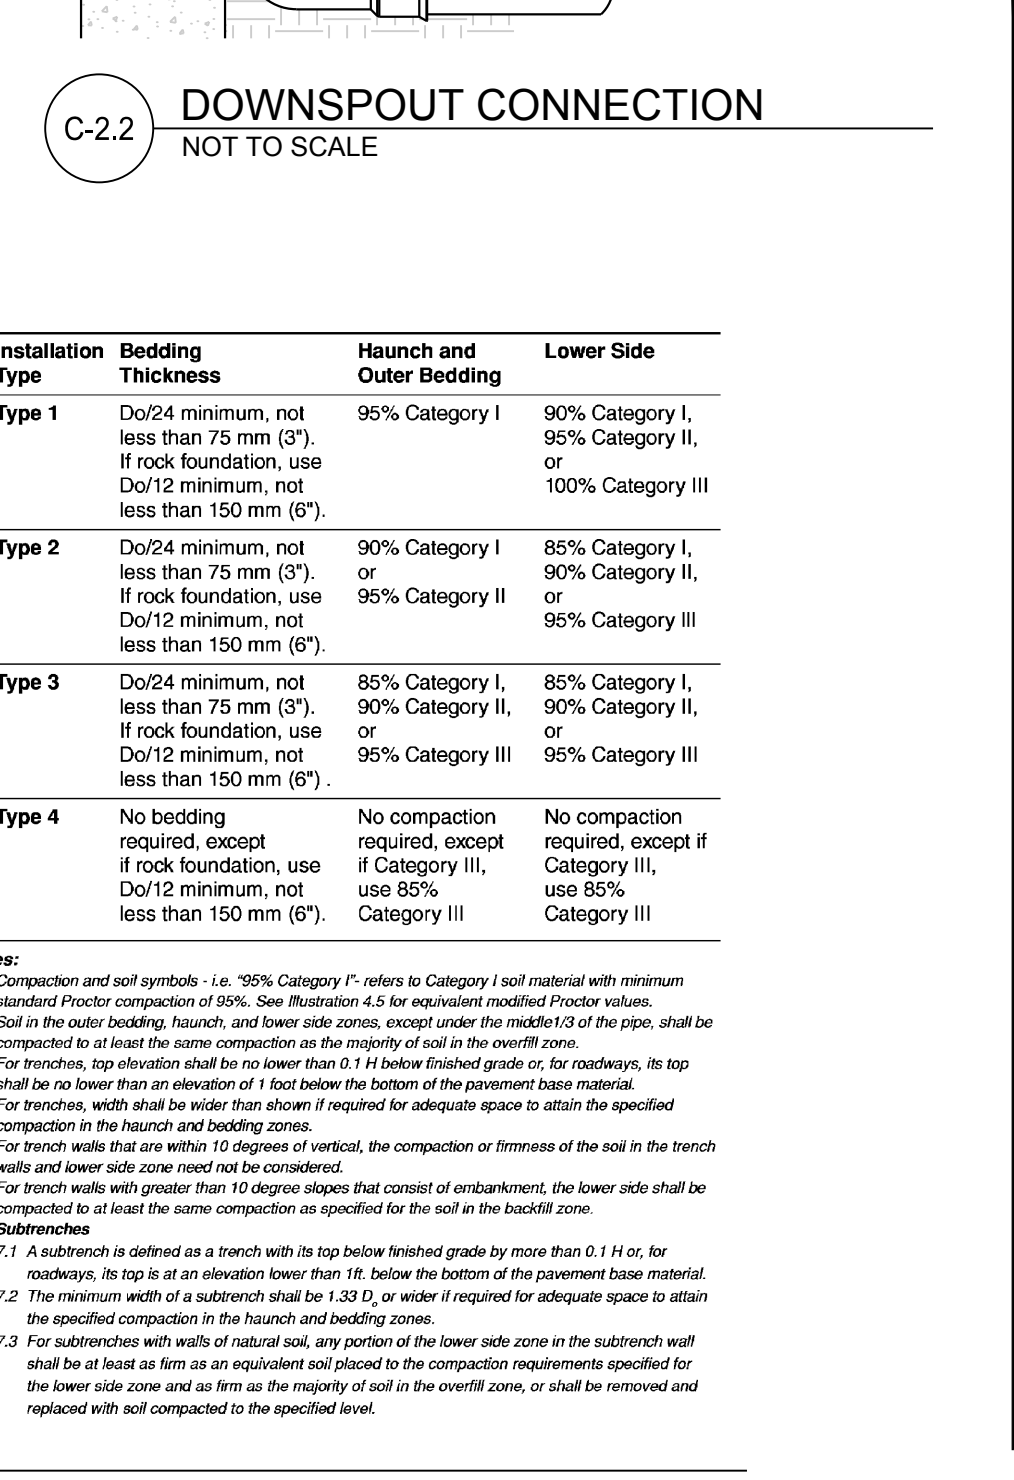 C-2.2
DOWNSPOUT CONNECTION
NOT TO SCALE
nstallation Type
Bedding Thickness
Haunch and Outer Bedding
Lower Side
Type 1
Do/24 minimum, not
less than 75 mm (3").
If rock foundation, use
Do/12 minimum, not
less than 150 mm (6").
95% Category I
90% Category I,
95% Category II,
or
100% Category III
Type 2
Do/24 minimum, not
less than 75 mm (3").
If rock foundation, use
Do/12 minimum, not
less than 150 mm (6").
90% Category I
or
95% Category II
85% Category I,
90% Category II,
or
95% Category III
Type 3
Do/24 minimum, not
less than 75 mm (3").
If rock foundation, use
Do/12 minimum, not
less than 150 mm (6") .
85% Category I,
90% Category II,
or
95% Category III
85% Category I,
90% Category II,
or
95% Category III
Type 4
No bedding
required, except
if rock foundation, use
Do/12 minimum, not
less than 150 mm (6").
No compaction
required, except
if Category III,
use 85%
Category III
No compaction
required, except if
Category III,
use 85%
Category III
es:
Compaction and soil symbols - i.e. “95% Category I”- refers to Category I soil material with minimum
standard Proctor compaction of 95%. See Illustration 4.5 for equivalent modified Proctor values.
Soil in the outer bedding, haunch, and lower side zones, except under the middle1/3 of the pipe, shall be
compacted to at least the same compaction as the majority of soil in the overfill zone.
For trenches, top elevation shall be no lower than 0.1 H below finished grade or, for roadways, its top
shall be no lower than an elevation of 1 foot below the bottom of the pavement base material.
For trenches, width shall be wider than shown if required for adequate space to attain the specified
compaction in the haunch and bedding zones.
For trench walls that are within 10 degrees of vertical, the compaction or firmness of the soil in the trench
walls and lower side zone need not be considered.
For trench walls with greater than 10 degree slopes that consist of embankment, the lower side shall be
compacted to at least the same compaction as specified for the soil in the backfill zone.
Subtrenches
7.1 A subtrench is defined as a trench with its top below finished grade by more than 0.1 H or, for
roadways, its top is at an elevation lower than 1ft. below the bottom of the pavement base material.
7.2 The minimum width of a subtrench shall be 1.33 Do or wider if required for adequate space to attain
the specified compaction in the haunch and bedding zones.
7.3 For subtrenches with walls of natural soil, any portion of the lower side zone in the subtrench wall
shall be at least as firm as an equivalent soil placed to the compaction requirements specified for
the lower side zone and as firm as the majority of soil in the overfill zone, or shall be removed and
replaced with soil compacted to the specified level.